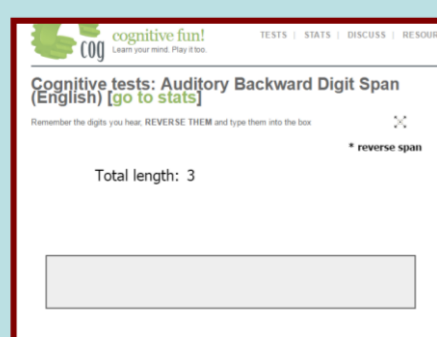 cognitive fun!
TESTS | STATS | DISCUSS |
cog
Learn your mind. Play it too.
Cognitive tests: Auditory Backward Digit Span
(English) [go to stats]
Remember the digits you hear, REVERSE THEM and type them into the box
* reverse span
Total length: 3